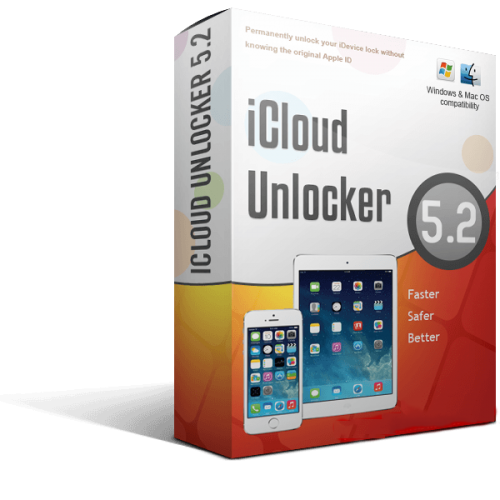 Permanently unlock your iDevice lock without
knowing the original Apple ID
Windows & Mac OS
compatibility
ICLOUD UNLOCKER 5.2
iCloud
Unlocker
5.2
Faster
Safer
Better